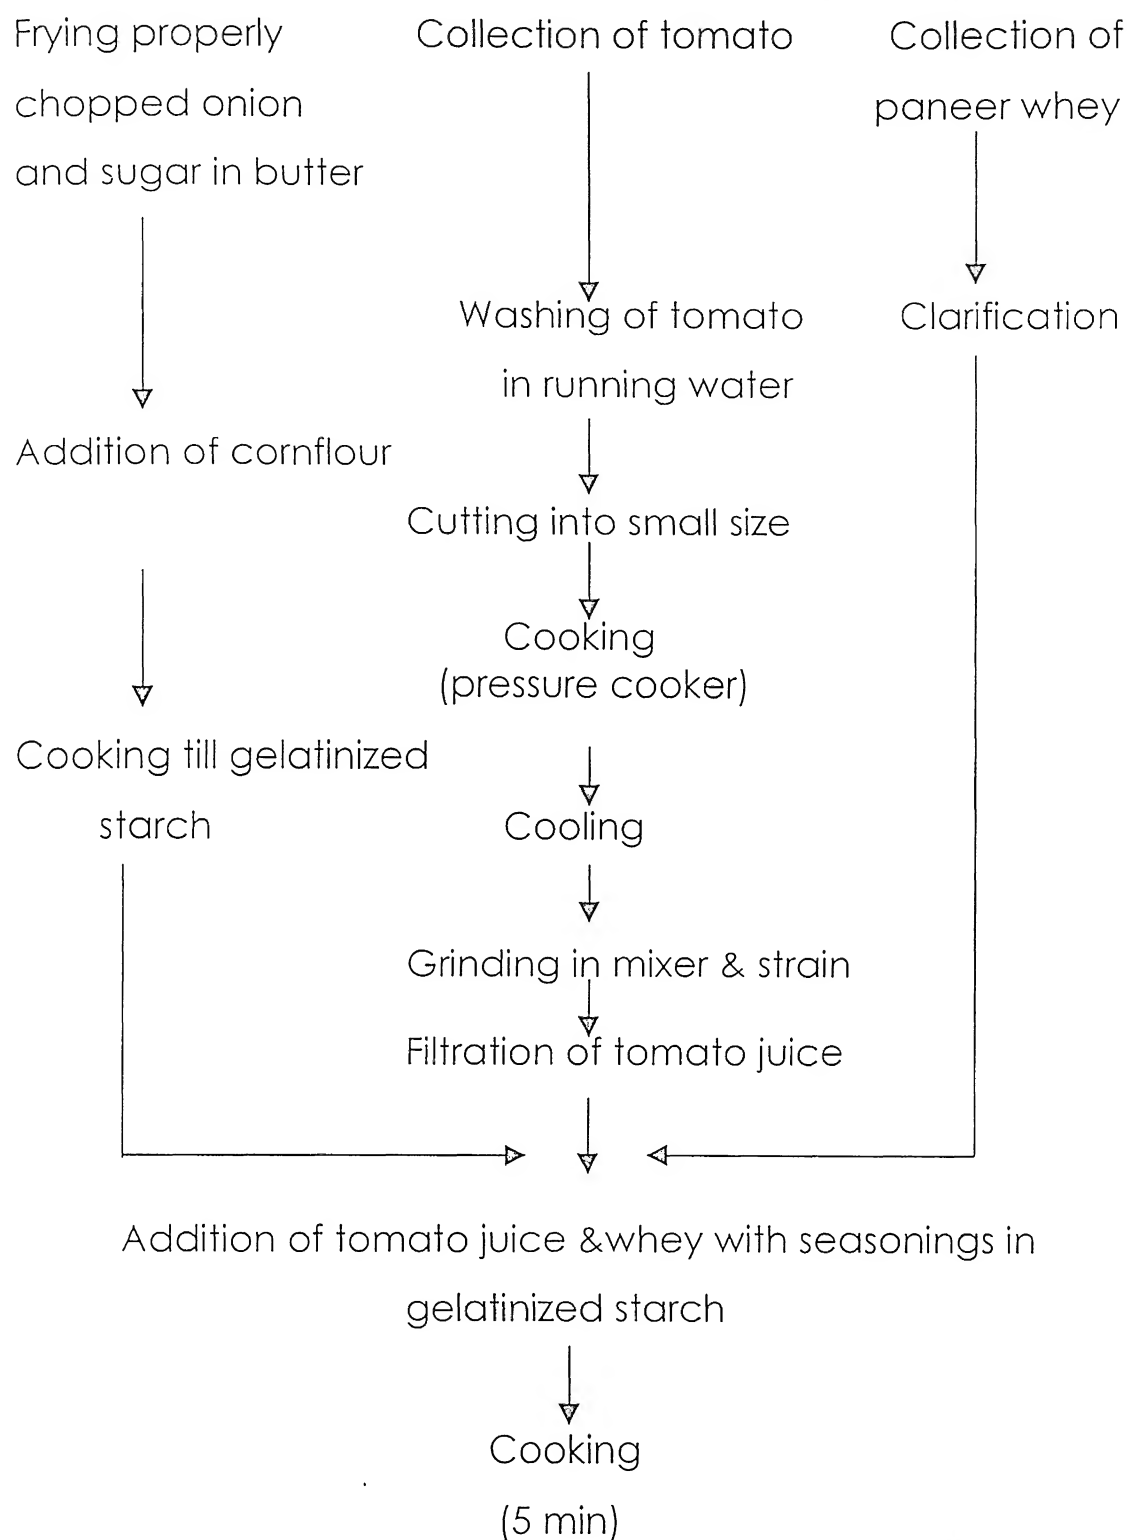 Frying properly
chopped onion
and sugar in butter
Addition of cornflour
Cooking till gelatinized
starch
Collection of tomato
Washing of tomato
in running water
Cutting into small size
Cooking
(pressure cooker)
Cooling
Grinding in mixer & strain
Filtration of tomato juice
Collection of
paneer whey
Clarification
Addition of tomato juice &whey with seasonings in
gelatinized starch
Cooking
(5 min)